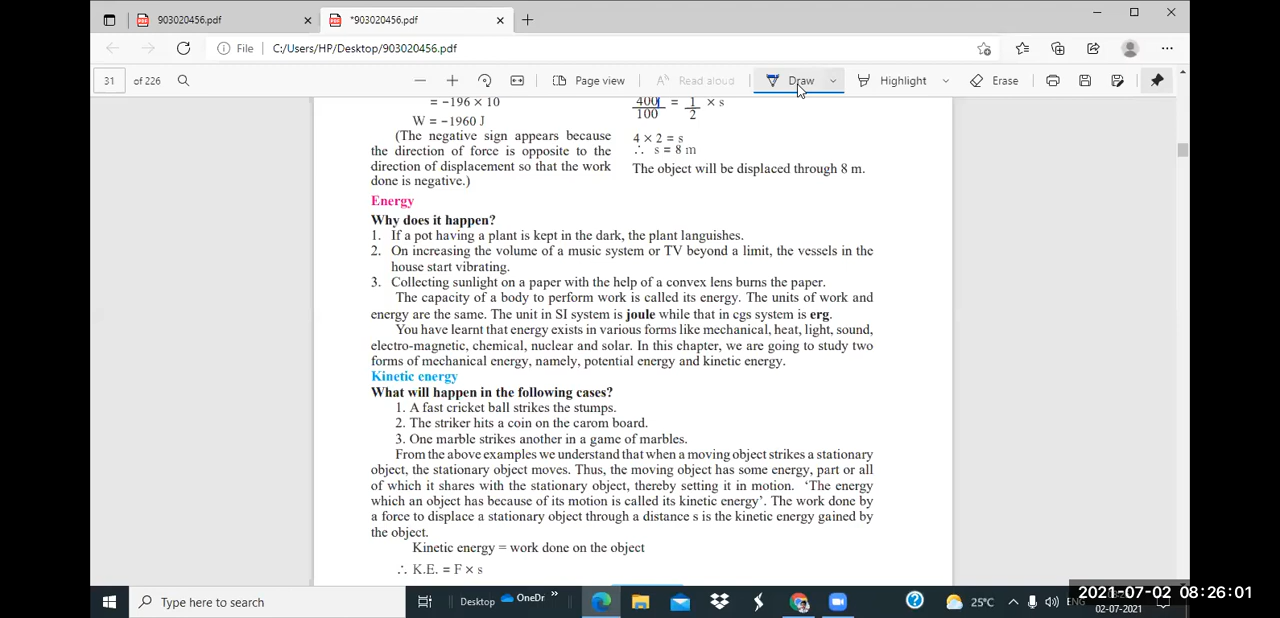 903020456.pdf
*903020456.pdf
File
C:/Users/HP/Desktop/903020456.pdf
31
of 226
Page view
Read aloud
Draw
Highlight
Erase
= −196 × 10
W = −1960 J
(The negative sign appears because
the direction of force is opposite to the
direction of displacement so that the work
done is negative.)
400/100 = 1/2 × s
4 × 2 = s
∴ s = 8 m
The object will be displaced through 8 m.
Energy
Why does it happen?
1. If a pot having a plant is kept in the dark, the plant languishes.
2. On increasing the volume of a music system or TV beyond a limit, the vessels in the
house start vibrating.
3. Collecting sunlight on a paper with the help of a convex lens burns the paper.
The capacity of a body to perform work is called its energy. The units of work and
energy are the same. The unit in SI system is joule while that in cgs system is erg.
You have learnt that energy exists in various forms like mechanical, heat, light, sound,
electro-magnetic, chemical, nuclear and solar. In this chapter, we are going to study two
forms of mechanical energy, namely, potential energy and kinetic energy.
Kinetic energy
What will happen in the following cases?
1. A fast cricket ball strikes the stumps.
2. The striker hits a coin on the carom board.
3. One marble strikes another in a game of marbles.
From the above examples we understand that when a moving object strikes a stationary
object, the stationary object moves. Thus, the moving object has some energy, part or all
of which it shares with the stationary object, thereby setting it in motion. ‘The energy
which an object has because of its motion is called its kinetic energy’. The work done by
a force to displace a stationary object through a distance s is the kinetic energy gained by
the object.
Kinetic energy = work done on the object
∴ K.E. = F × s
Type here to search
Desktop
OneDr
25°C
ENG
2021-07-02 08:26:01
02-07-2021